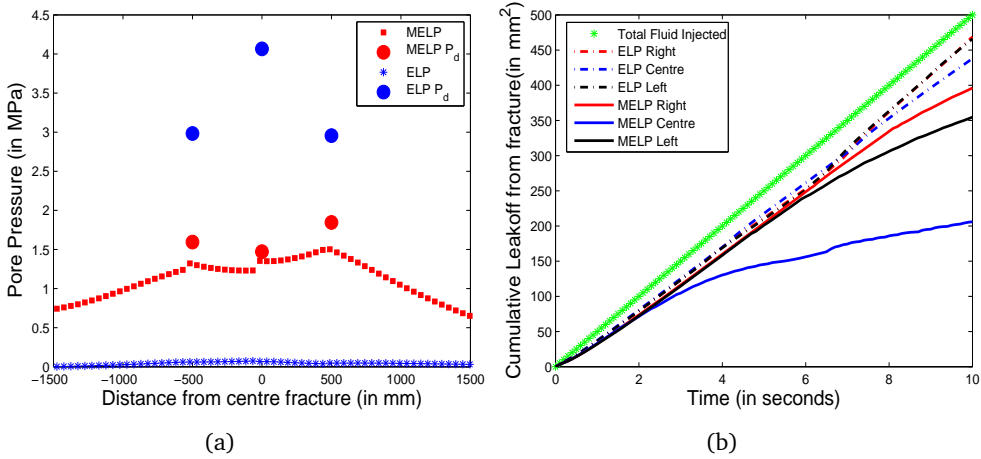 Pore Pressure (in MPa)
4.5
4
3.5
3
2.5
2
1.5
1
0.5
0
−1500 −1000 −500 0 500 1000 1500
Distance from centre fracture (in mm)
MELP
MELP P_d
ELP
ELP P_d
(a)
Cumulative Leakoff from fracture(in mm²)
500
450
400
350
300
250
200
150
100
50
0
0 2 4 6 8 10
Time (in seconds)
Total Fluid Injected
ELP Right
ELP Centre
ELP Left
MELP Right
MELP Centre
MELP Left
(b)